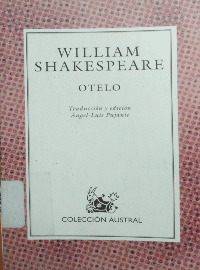 WILLIAM
SHAKESPEARE
OTELO
Traducción y edición
Ángel-Luis Pujante
COLECCIÓN AUSTRAL